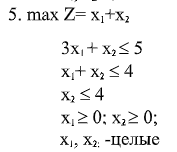 5. max Z= x₁+x₂
3x₁ + x₂ ≤ 5
x₁+ x₂ ≤ 4
x₂ ≤ 4
x₁ ≥ 0; x₂ ≥ 0;
x₁, x₂; -целые